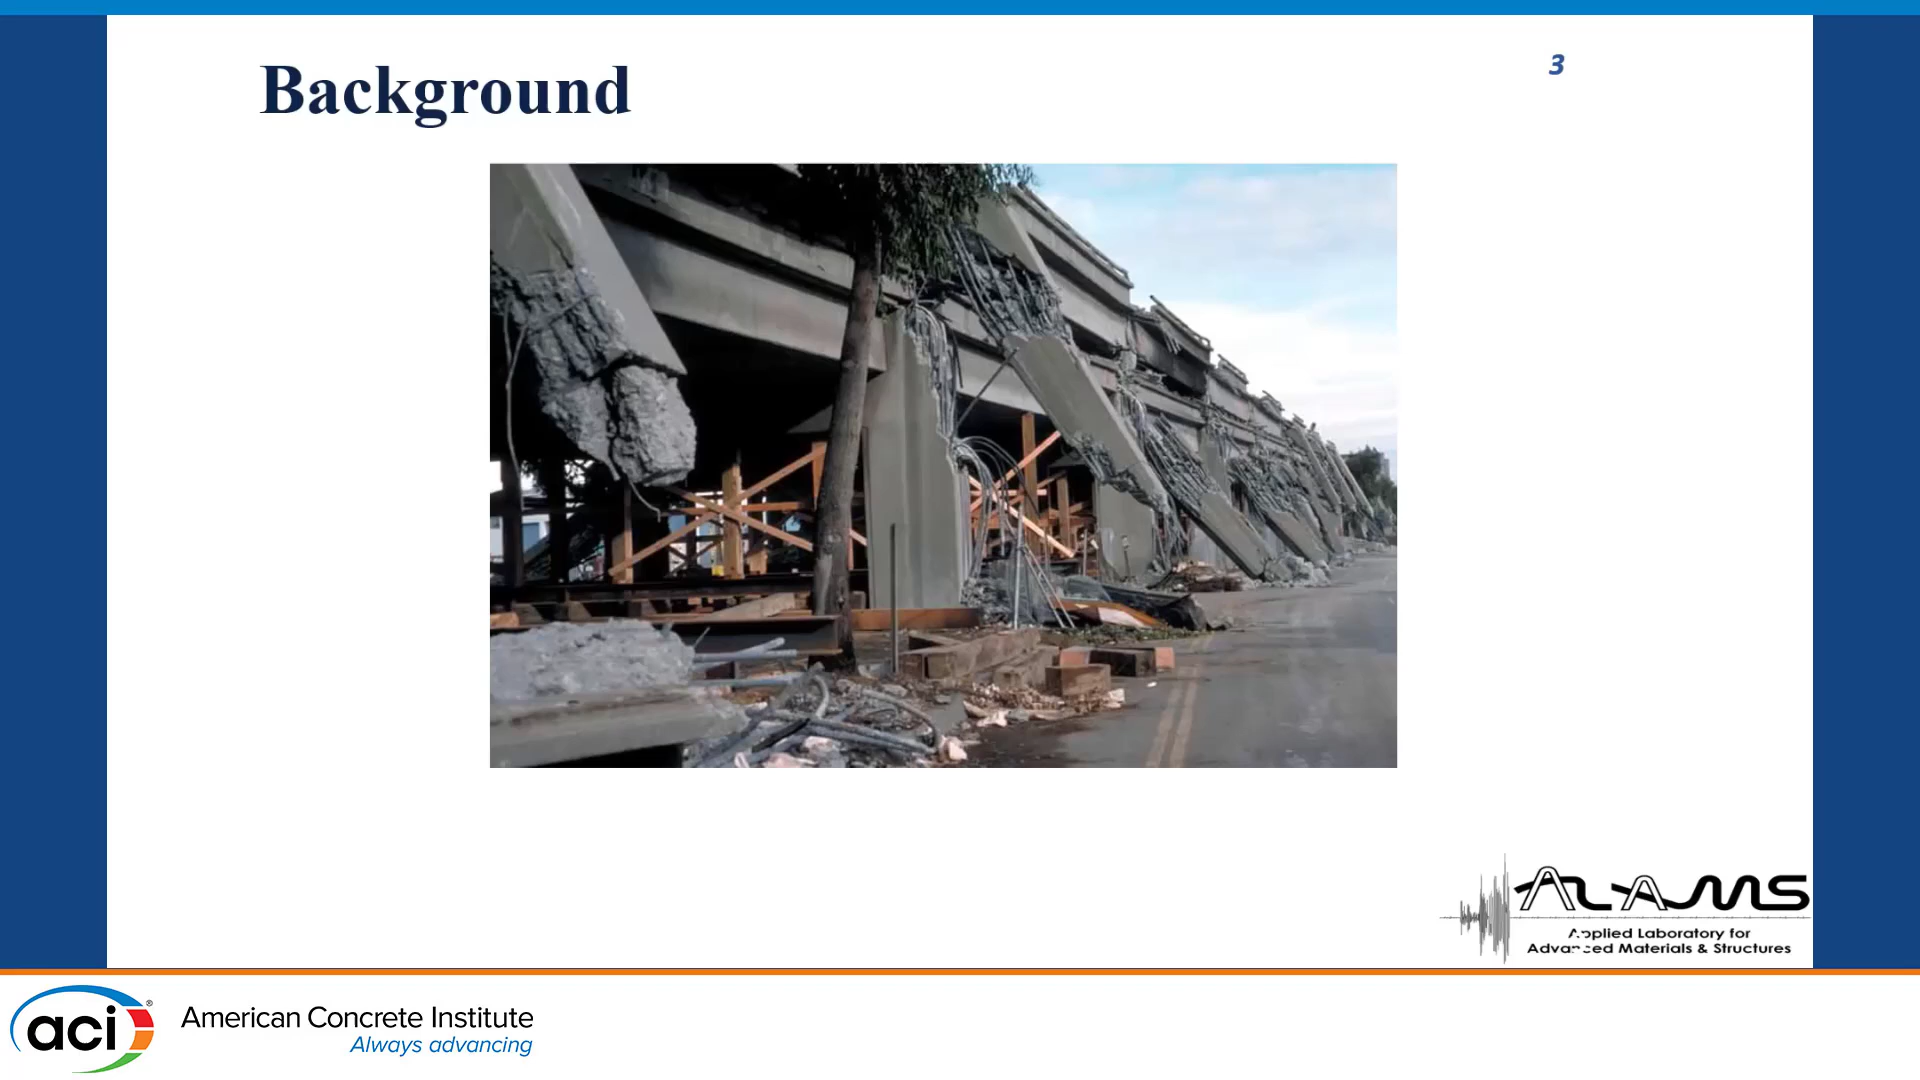 Background
3
ALAMS
Applied Laboratory for
Advanced Materials & Structures
aci®
American Concrete Institute
Always advancing